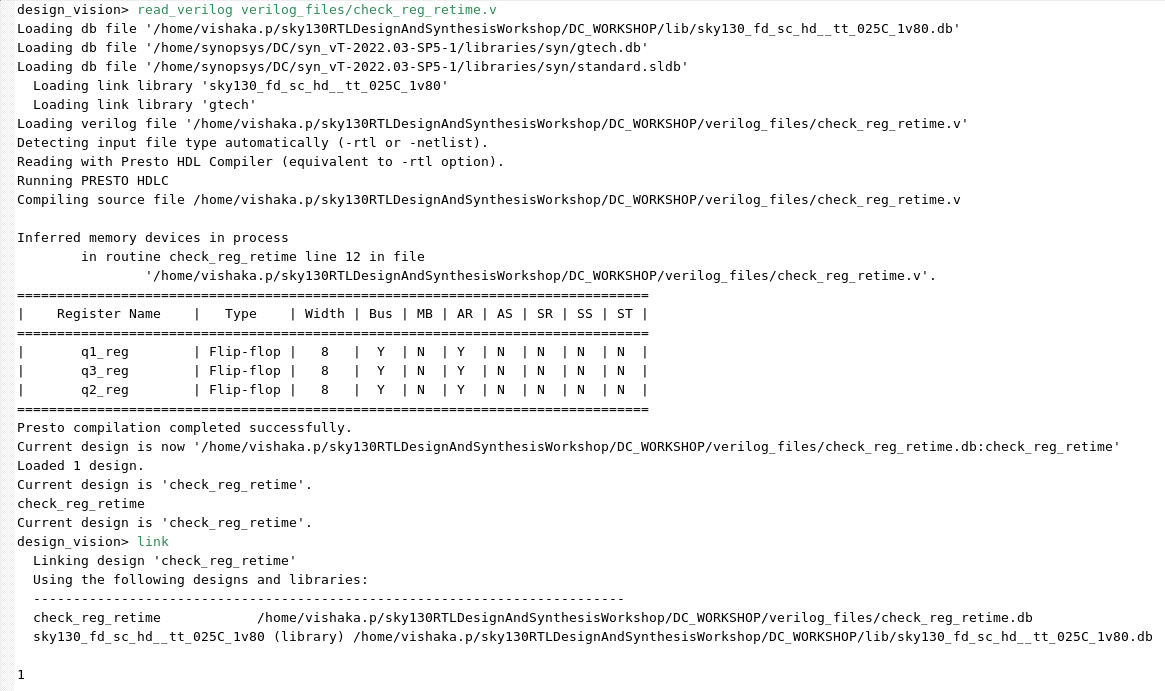 design_vision> read_verilog verilog_files/check_reg_retime.v
Loading db file '/home/vishaka.p/sky130RTLDesignAndSynthesisWorkshop/DC_WORKSHOP/lib/sky130_fd_sc_hd__tt_025C_1v80.db'
Loading db file '/home/synopsys/DC/syn_vT-2022.03-SP5-1/libraries/syn/gtech.db'
Loading db file '/home/synopsys/DC/syn_vT-2022.03-SP5-1/libraries/syn/standard.sldb'
  Loading link library 'sky130_fd_sc_hd__tt_025C_1v80'
  Loading link library 'gtech'
Loading verilog file '/home/vishaka.p/sky130RTLDesignAndSynthesisWorkshop/DC_WORKSHOP/verilog_files/check_reg_retime.v'
Detecting input file type automatically (-rtl or -netlist).
Reading with Presto HDL Compiler (equivalent to -rtl option).
Running PRESTO HDLC
Compiling source file /home/vishaka.p/sky130RTLDesignAndSynthesisWorkshop/DC_WORKSHOP/verilog_files/check_reg_retime.v

Inferred memory devices in process
        in routine check_reg_retime line 12 in file
                '/home/vishaka.p/sky130RTLDesignAndSynthesisWorkshop/DC_WORKSHOP/verilog_files/check_reg_retime.v'.
===============================================================================
|    Register Name    |   Type    | Width | Bus | MB | AR | AS | SR | SS | ST |
===============================================================================
|       q1_reg        | Flip-flop |   8   |  Y  | N  | Y  | N  | N  | N  | N  |
|       q3_reg        | Flip-flop |   8   |  Y  | N  | Y  | N  | N  | N  | N  |
|       q2_reg        | Flip-flop |   8   |  Y  | N  | Y  | N  | N  | N  | N  |
===============================================================================
Presto compilation completed successfully.
Current design is now '/home/vishaka.p/sky130RTLDesignAndSynthesisWorkshop/DC_WORKSHOP/verilog_files/check_reg_retime.db:check_reg_retime'
Loaded 1 design.
Current design is 'check_reg_retime'.
check_reg_retime
Current design is 'check_reg_retime'.
design_vision> link
  Linking design 'check_reg_retime'
  Using the following designs and libraries:
  --------------------------------------------------------------------------
  check_reg_retime            /home/vishaka.p/sky130RTLDesignAndSynthesisWorkshop/DC_WORKSHOP/verilog_files/check_reg_retime.db
  sky130_fd_sc_hd__tt_025C_1v80 (library) /home/vishaka.p/sky130RTLDesignAndSynthesisWorkshop/DC_WORKSHOP/lib/sky130_fd_sc_hd__tt_025C_1v80.db

1